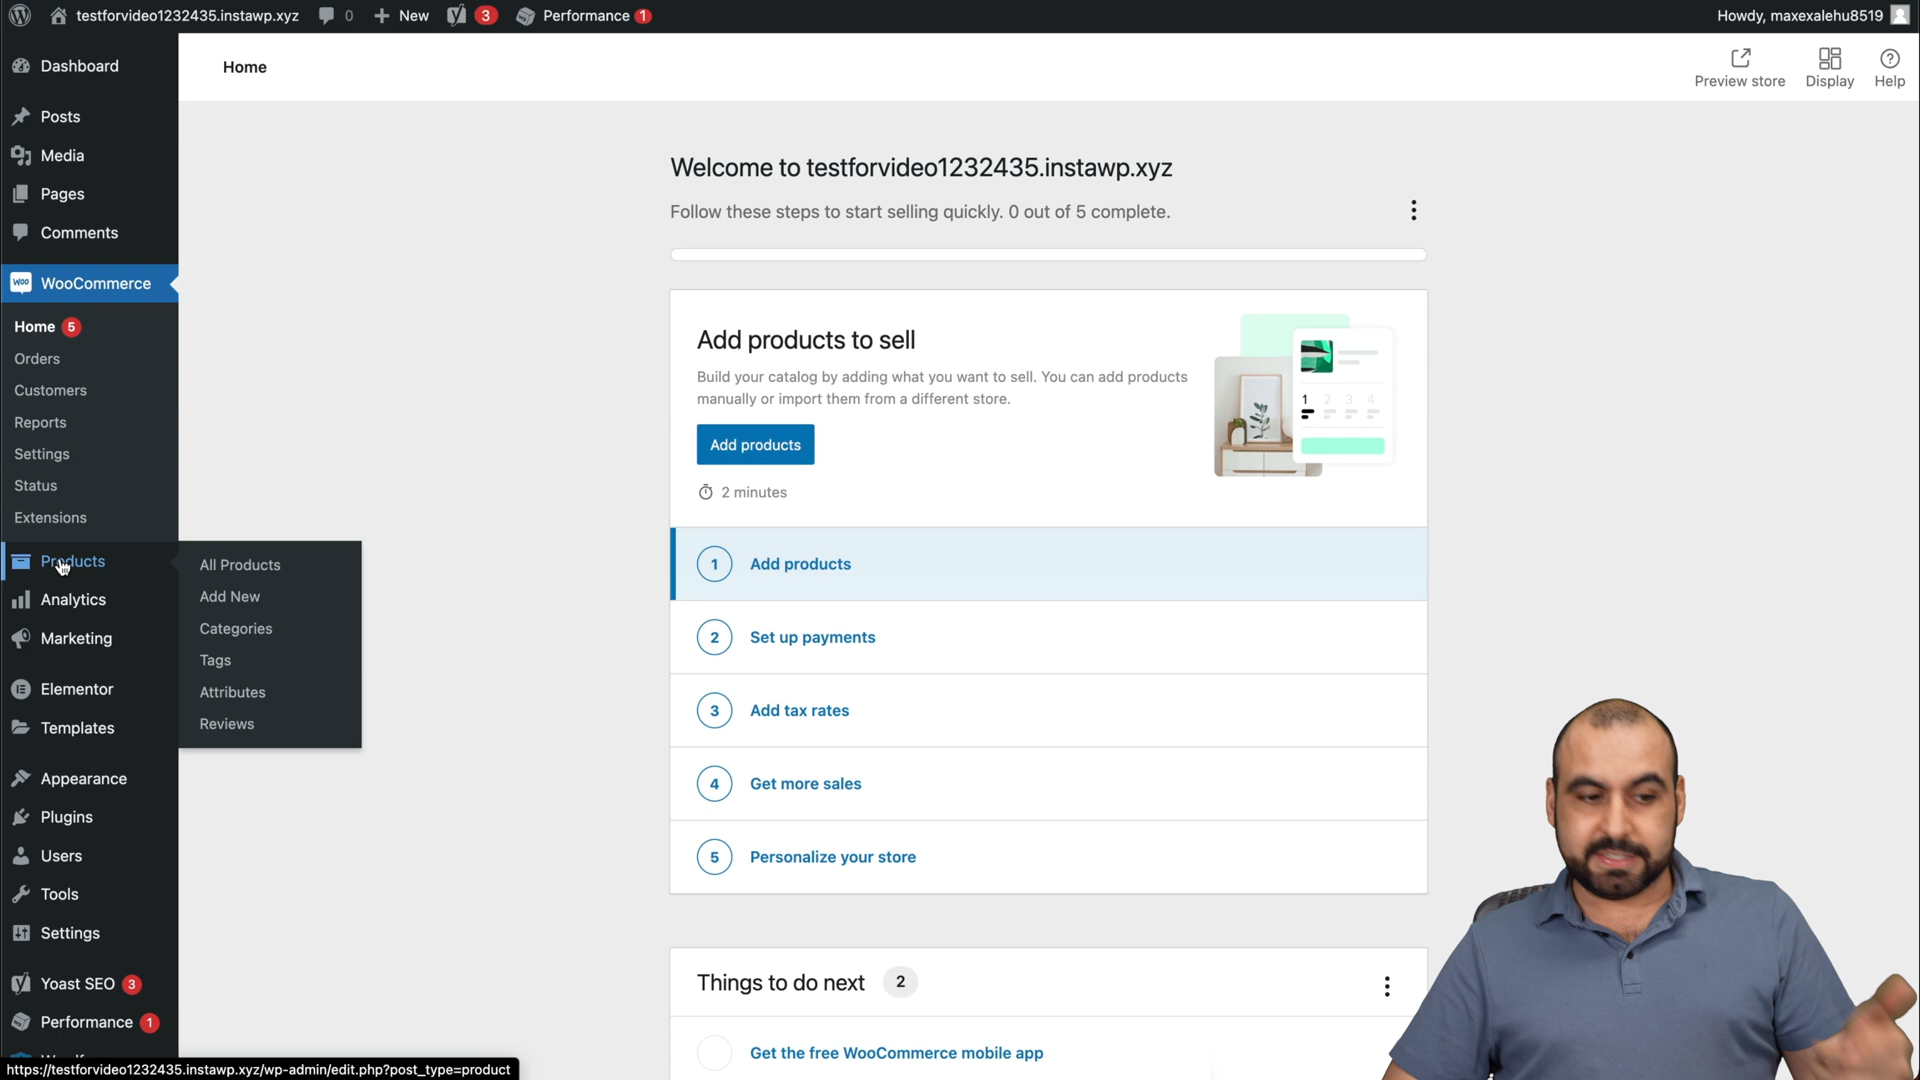 testforvideo1232435.instawp.xyz 0 New 3 Performance 1 Howdy, maxexalehu8519
Dashboard
Posts
Media
Pages
Comments
WooCommerce
Home 5
Orders
Customers
Reports
Settings
Status
Extensions
Products
Analytics
Marketing
Elementor
Templates
Appearance
Plugins
Users
Tools
Settings
Yoast SEO 3
Performance 1
All Products
Add New
Categories
Tags
Attributes
Reviews
Home
Preview store Display Help
Welcome to testforvideo1232435.instawp.xyz
Follow these steps to start selling quickly. 0 out of 5 complete.
Add products to sell
Build your catalog by adding what you want to sell. You can add products
manually or import them from a different store.
Add products
2 minutes
1 2 3 4
1 Add products
2 Set up payments
3 Add tax rates
4 Get more sales
5 Personalize your store
Things to do next 2
Get the free WooCommerce mobile app
https://testforvideo1232435.instawp.xyz/wp-admin/edit.php?post_type=product